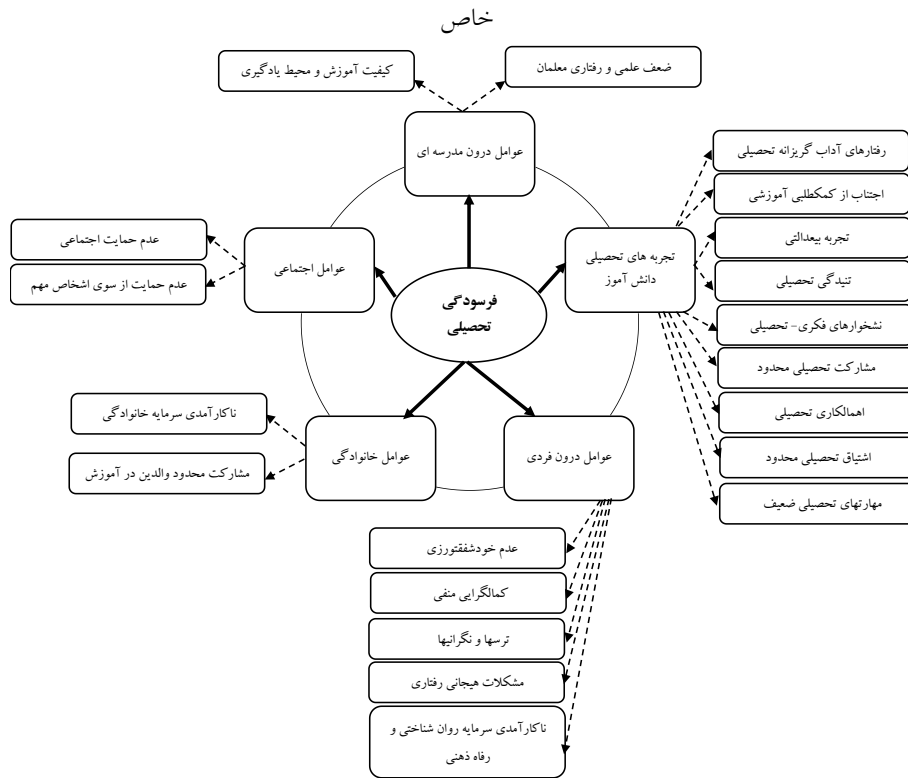 خاص
ضعف علمی و رفتاری معلمان
کیفیت آموزش و محیط یادگیری
عوامل درون مدرسه ای
رفتارهای آداب گریزانه تحصیلی
اجتناب از کمکطلبی آموزشی
تجربه بیعدالتی
تنیدگی تحصیلی
نشخوارهای فکری- تحصیلی
مشارکت تحصیلی محدود
اهمالکاری تحصیلی
اشتیاق تحصیلی محدود
مهارتهای تحصیلی ضعیف
تجربه های تحصیلی
دانش آموز
عوامل اجتماعی
عدم حمایت اجتماعی
عدم حمایت از سوی اشخاص مهم
فرسودگی
تحصیلی
عوامل درون فردی
عوامل خانوادگی
ناکارآمدی سرمایه خانوادگی
مشارکت محدود والدین در آموزش
عدم خودشفقتورزی
کمالگرایی منفی
ترسها و نگرانیها
مشکلات هیجانی رفتاری
ناکارآمدی سرمایه روان شناختی و
رفاه ذهنی